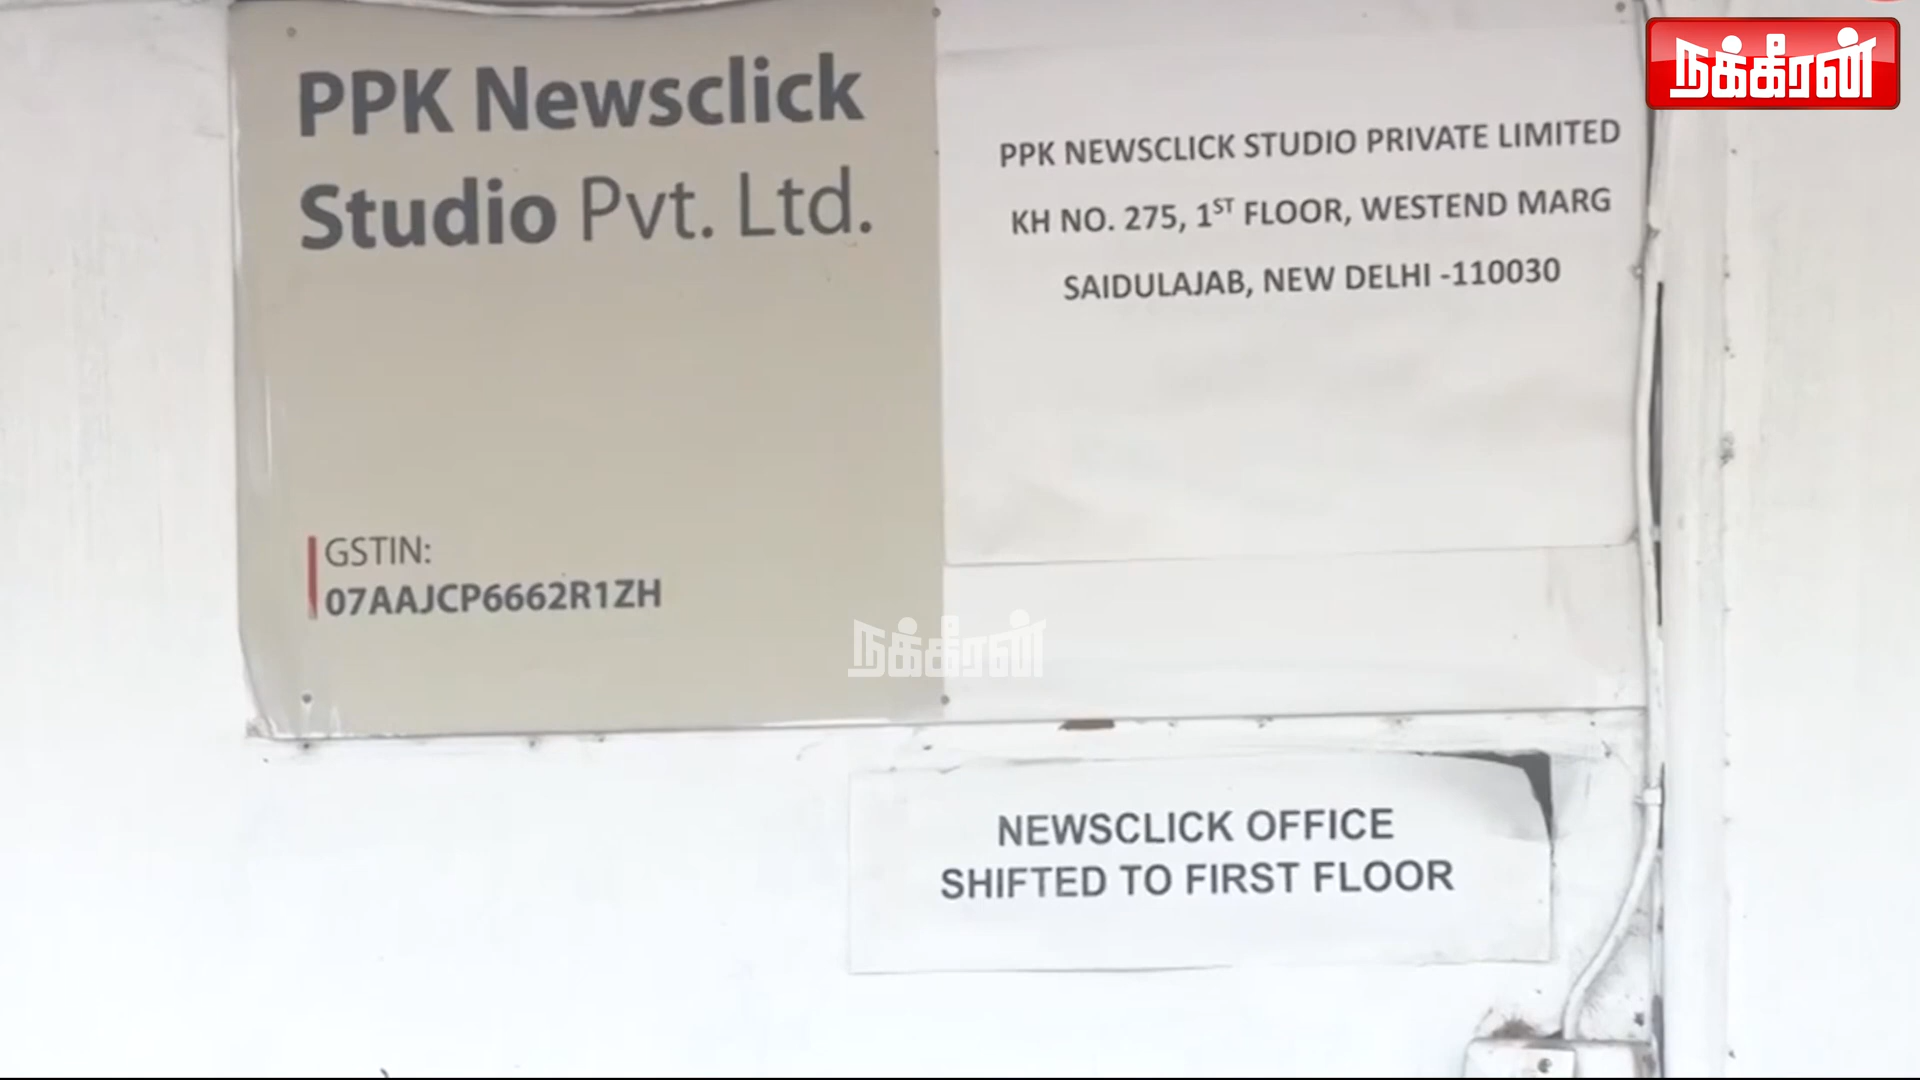 PPK Newsclick
Studio Pvt. Ltd.
GSTIN:
07AAJCP6662R1ZH
நக்கீரன்
PPK NEWSCLICK STUDIO PRIVATE LIMITED
KH NO. 275, 1ST FLOOR, WESTEND MARG
SAIDULAJAB, NEW DELHI -110030
நக்கீரன்
NEWSCLICK OFFICE
SHIFTED TO FIRST FLOOR